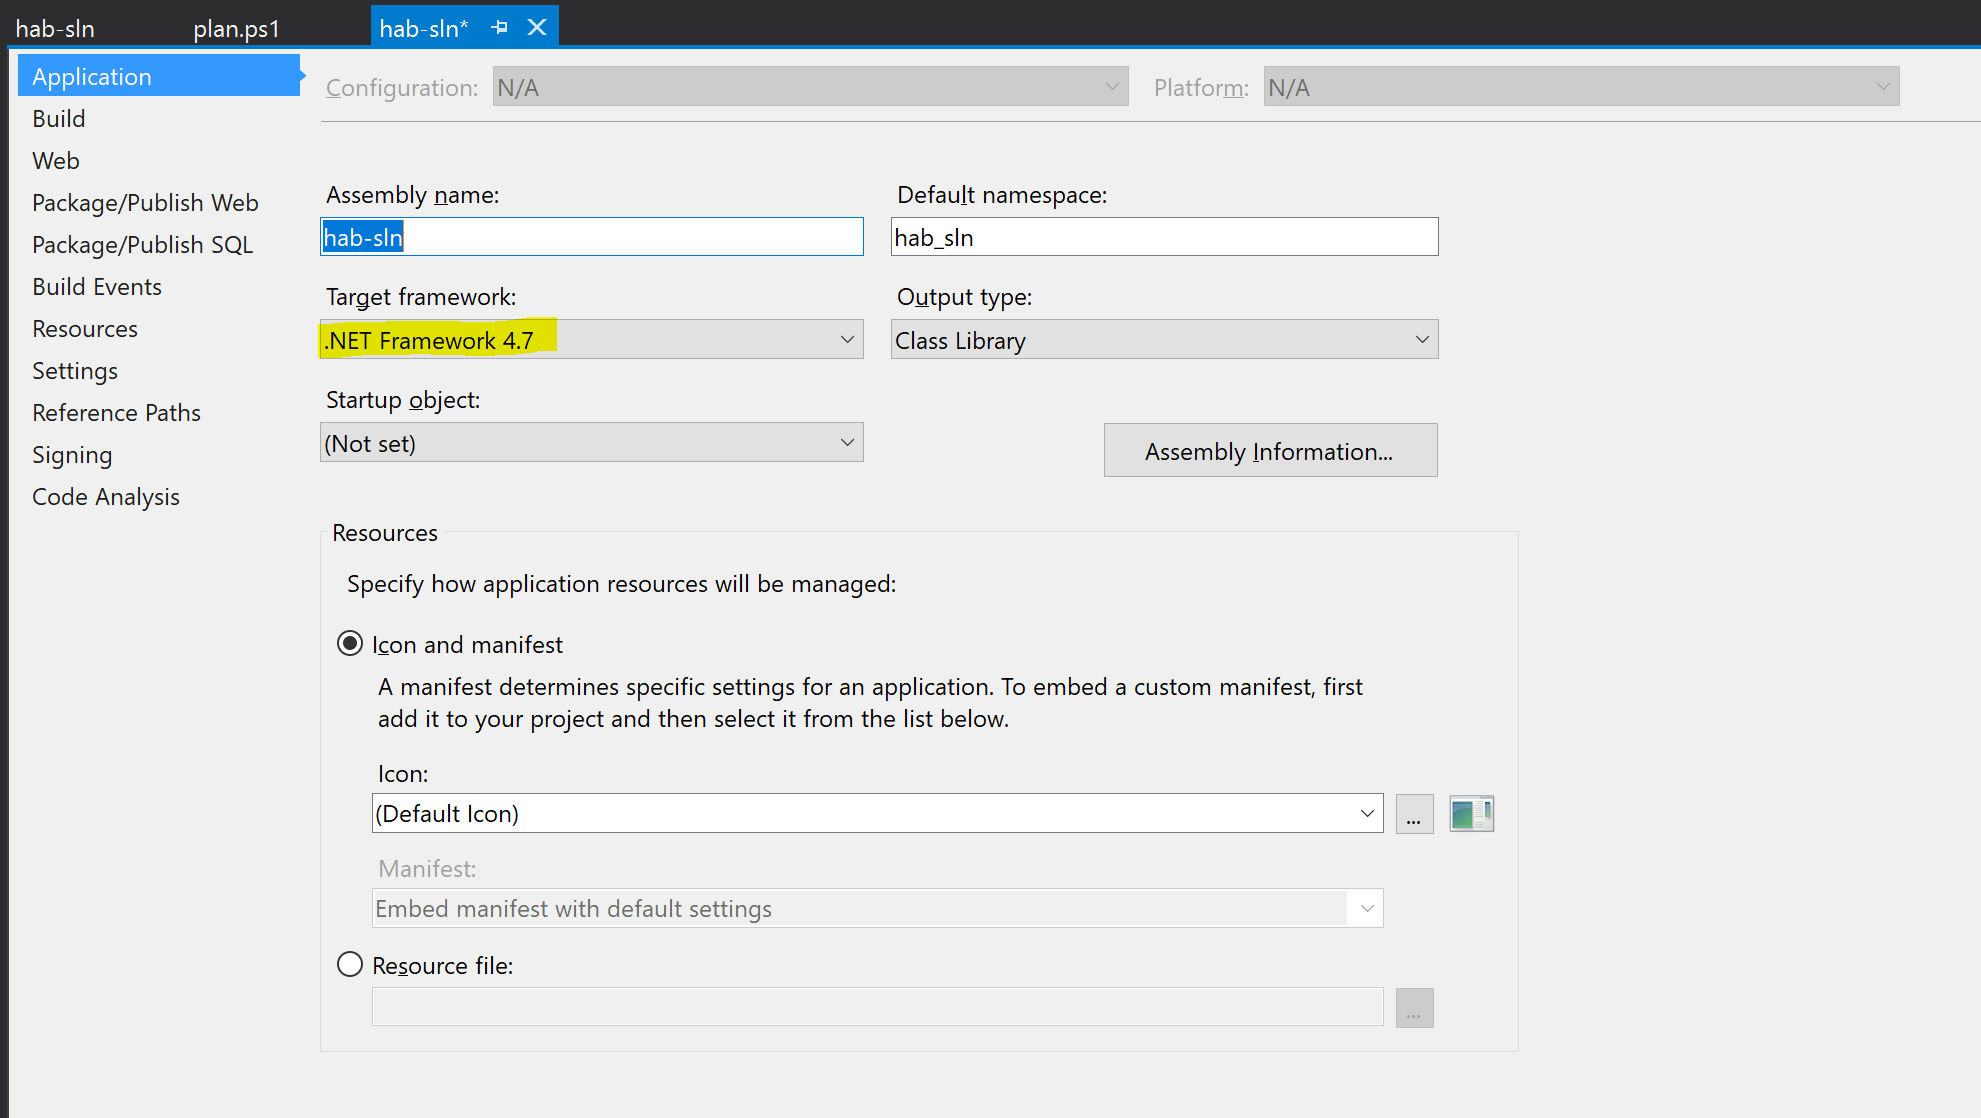 hab-sln plan.ps1 hab-sln*
Application
Build
Web
Package/Publish Web
Package/Publish SQL
Build Events
Resources
Settings
Reference Paths
Signing
Code Analysis
Configuration: N/A Platform: N/A
Assembly name: Default namespace:
hab-sln hab_sln
Target framework: Output type:
.NET Framework 4.7 Class Library
Startup object:
(Not set) Assembly Information...
Resources
Specify how application resources will be managed:
Icon and manifest
A manifest determines specific settings for an application. To embed a custom manifest, first
add it to your project and then select it from the list below.
Icon:
(Default Icon) ...
Manifest:
Embed manifest with default settings
Resource file:
...